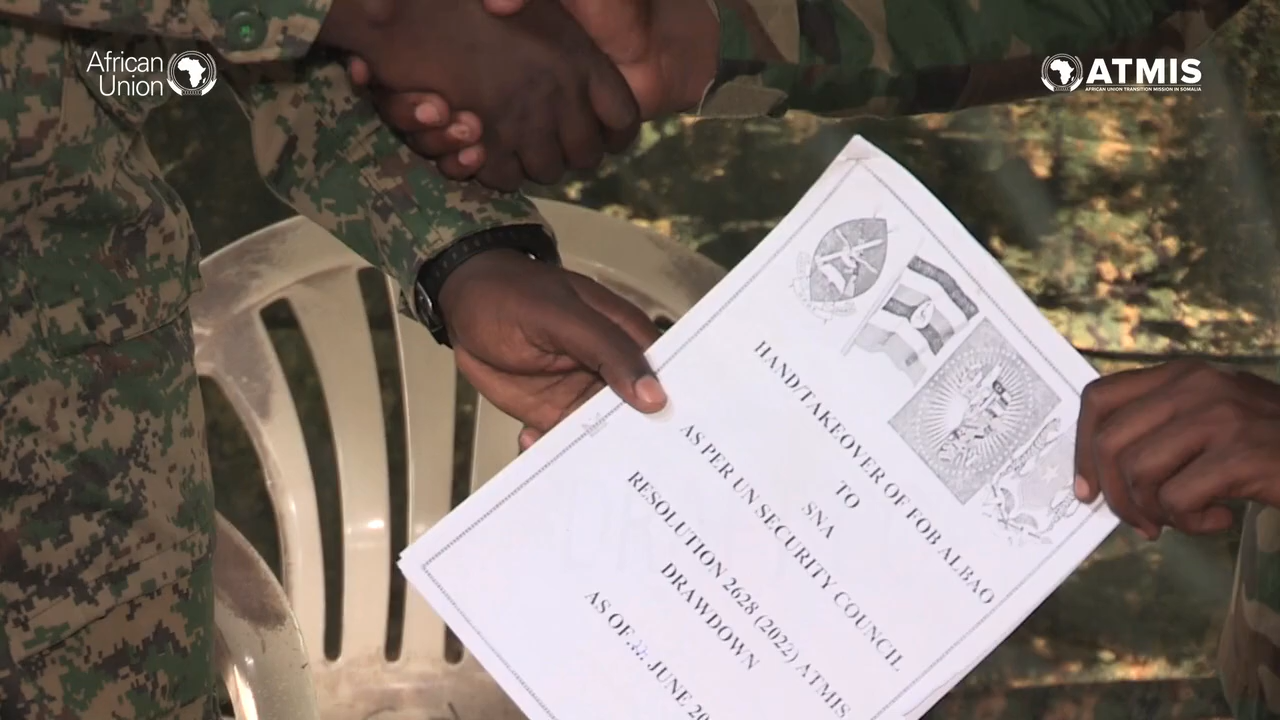 African
Union
ATMIS
AFRICAN UNION TRANSITION MISSION IN SOMALIA
HAND/TAKEOVER OF FOB ALBAO
TO
SNA
AS PER UN SECURITY COUNCIL
RESOLUTION 2628 (2022) ATMIS
DRAWDOWN
AS OF JUNE 20